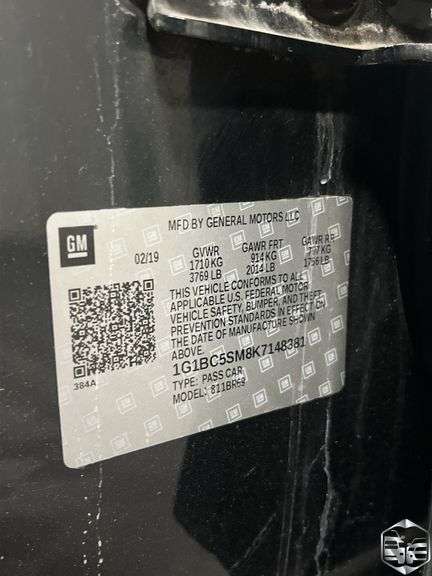 MFD BY GENERAL MOTORS LLC
GM
02/19 GVWR GAWR FRT GAWR RR
1710 KG 914 KG
3769 LB 2014 LB 1756 LB
THIS VEHICLE CONFORMS TO ALL
APPLICABLE U.S. FEDERAL MOTOR
VEHICLE SAFETY, BUMPER, AND THEFT
PREVENTION STANDARDS IN EFFECT ON
THE DATE OF MANUFACTURE SHOWN
ABOVE.
1G1BC5SM8K7148381
384A
TYPE: PASS CAR
MODEL: 811BR69